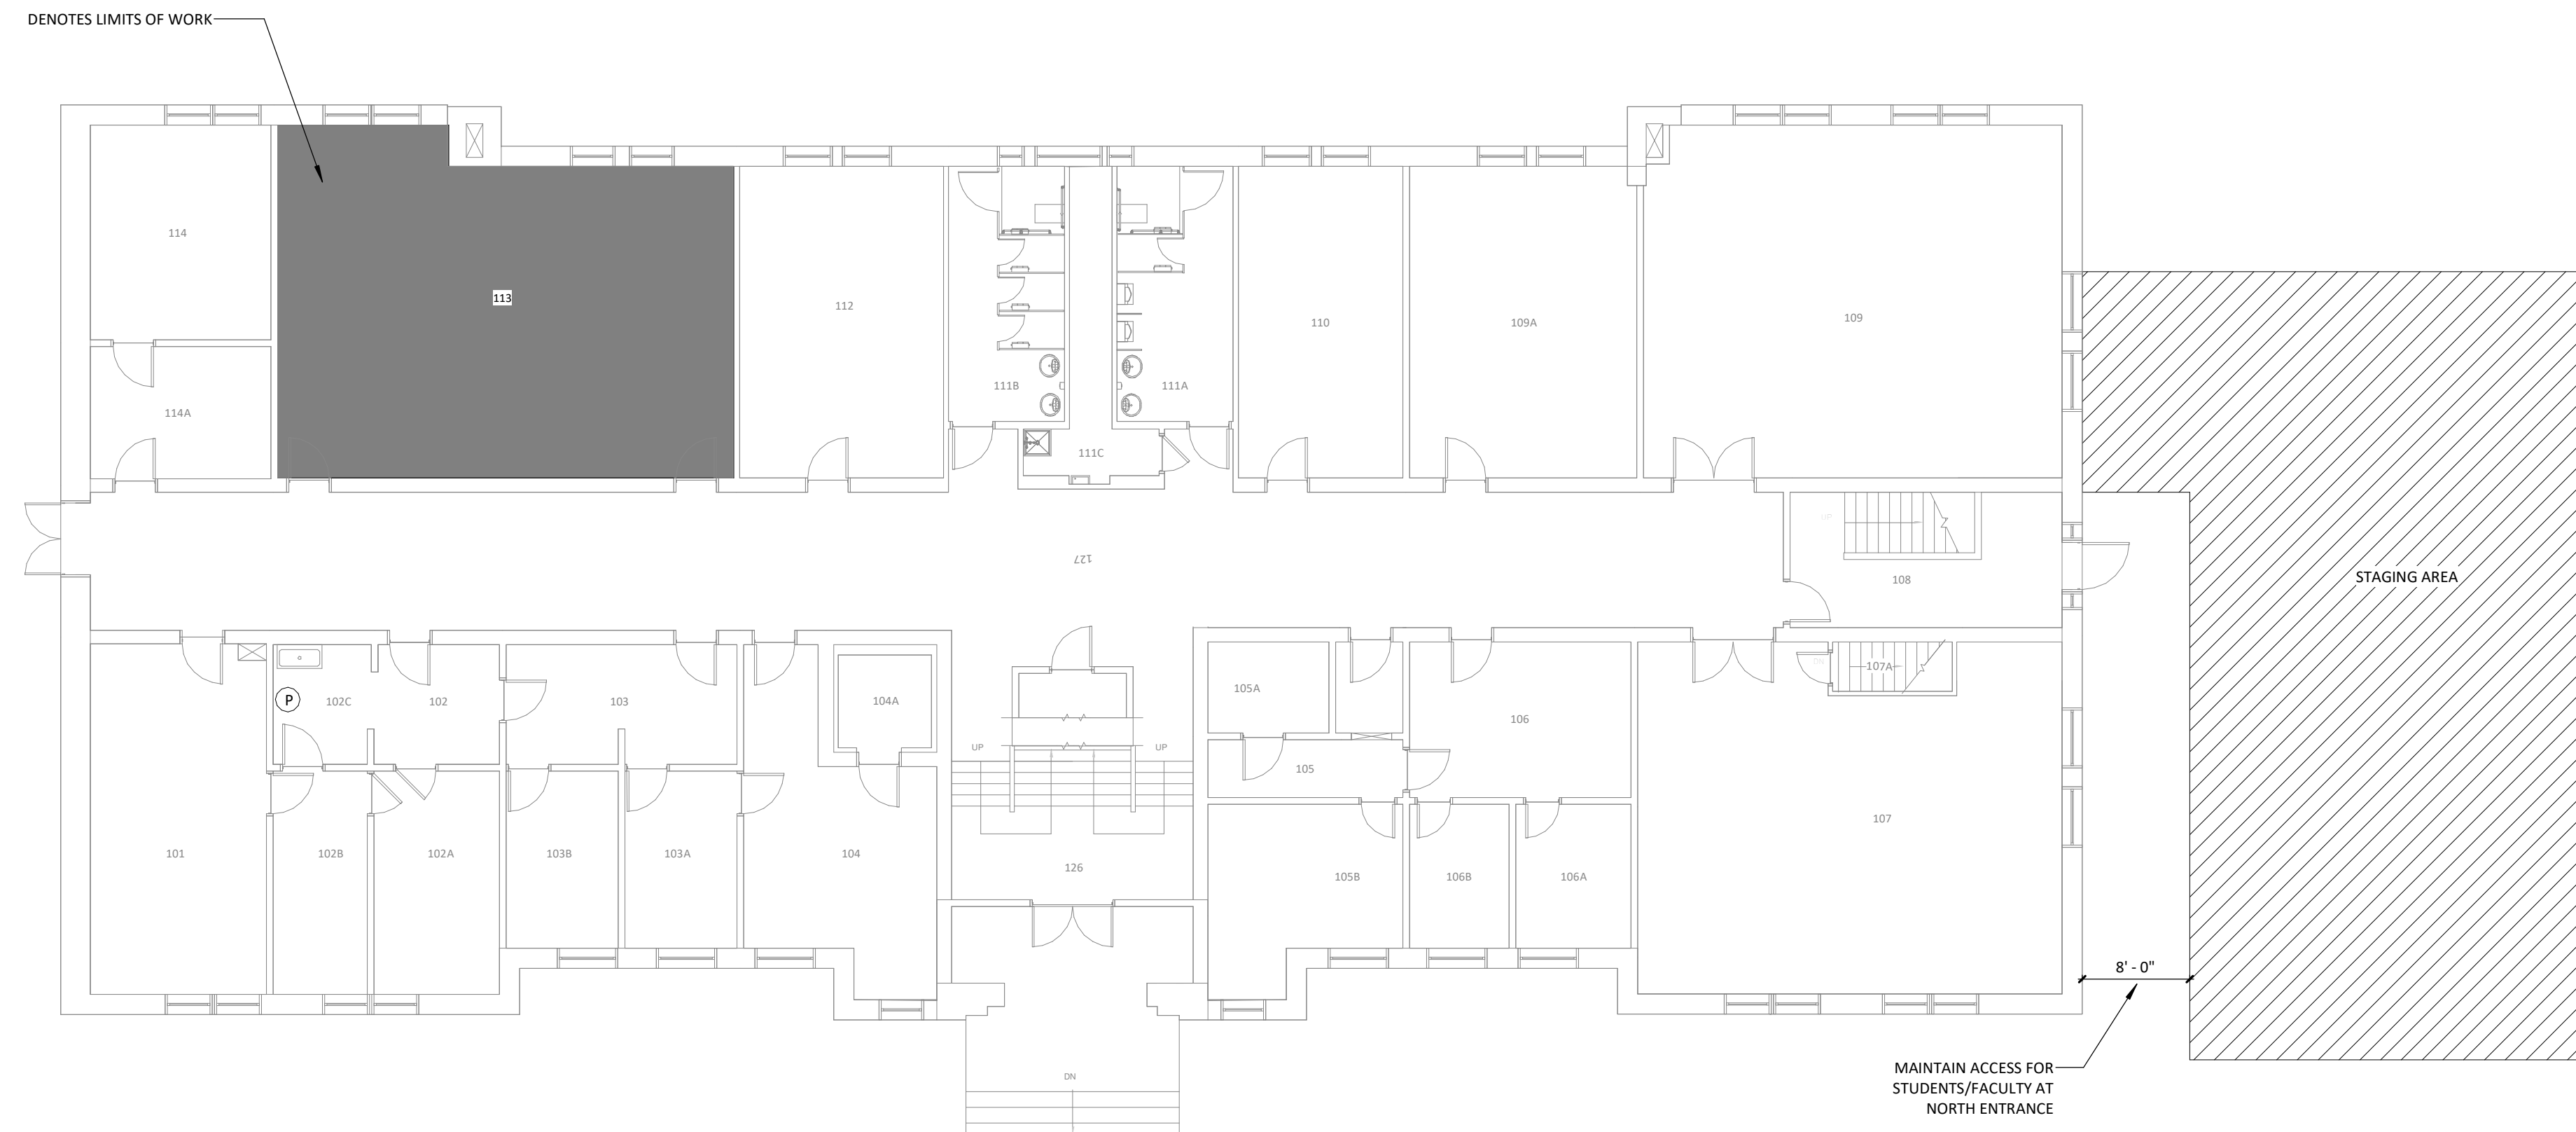 DENOTES LIMITS OF WORK
114
113
112
110
109A
109
111B
111A
114A
111C
127
UP
108
STAGING AREA
102C
102
103
104A
105A
106
DN
107A
P
UP
UP
105
107
101
102B
102A
103B
103A
104
126
105B
106B
106A
8' - 0"
MAINTAIN ACCESS FOR
STUDENTS/FACULTY AT
NORTH ENTRANCE
DN